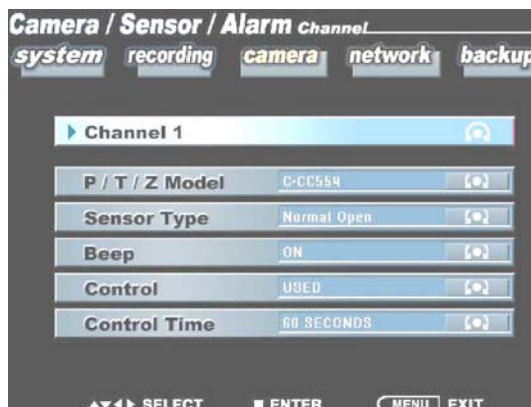 Camera / Sensor / Alarm Channel
system recording camera network backup
Channel 1
P / T / Z Model C-CC554
Sensor Type Normal Open
Beep ON
Control USED
Control Time 60 SECONDS
SELECT ENTER MENU EXIT